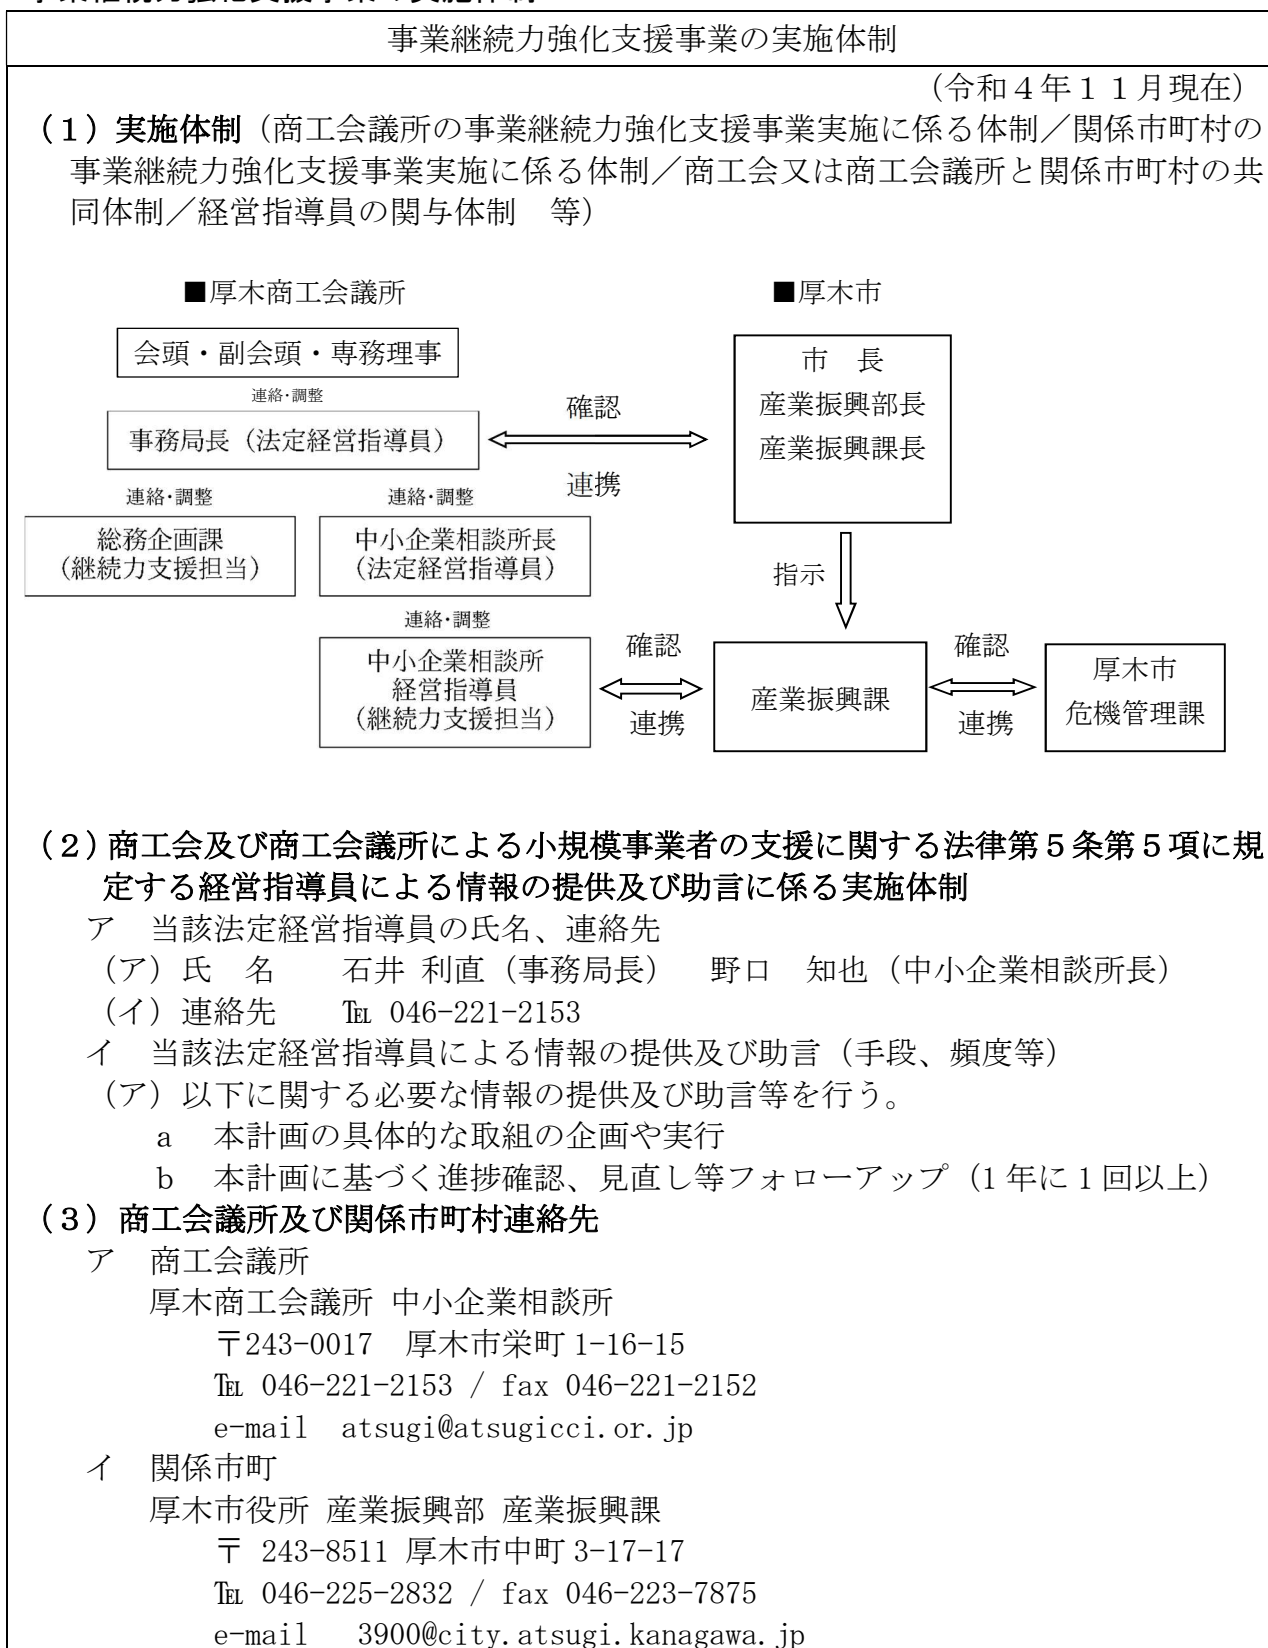 事業継続力強化支援事業の実施体制
（令和４年１１月現在）
（１）実施体制（商工会議所の事業継続力強化支援事業実施に係る体制／関係市町村の
事業継続力強化支援事業実施に係る体制／商工会又は商工会議所と関係市町村の共
同体制／経営指導員の関与体制　等）
■厚木商工会議所
■厚木市
会頭・副会頭・専務理事
連絡・調整
事務局長（法定経営指導員）
連絡・調整
連絡・調整
総務企画課
（継続力支援担当）
中小企業相談所長
（法定経営指導員）
連絡・調整
中小企業相談所
経営指導員
（継続力支援担当）
確認
連携
市　長
産業振興部長
産業振興課長
指示
確認
連携
産業振興課
確認
連携
厚木市
危機管理課
（２）商工会及び商工会議所による小規模事業者の支援に関する法律第５条第５項に規
定する経営指導員による情報の提供及び助言に係る実施体制
ア　当該法定経営指導員の氏名、連絡先
（ア）氏　名　　石井 利直（事務局長）　野口　知也（中小企業相談所長）
（イ）連絡先　　℡ 046-221-2153
イ　当該法定経営指導員による情報の提供及び助言（手段、頻度等）
（ア）以下に関する必要な情報の提供及び助言等を行う。
ａ　本計画の具体的な取組の企画や実行
ｂ　本計画に基づく進捗確認、見直し等フォローアップ（1 年に 1 回以上）
（３）商工会議所及び関係市町村連絡先
ア　商工会議所
厚木商工会議所 中小企業相談所
〒243-0017　厚木市栄町 1-16-15
℡ 046-221-2153 / fax 046-221-2152
e-mail　atsugi@atsugicci.or.jp
イ　関係市町
厚木市役所 産業振興部 産業振興課
〒 243-8511 厚木市中町 3-17-17
℡ 046-225-2832 / fax 046-223-7875
e-mail　 3900@city.atsugi.kanagawa.jp